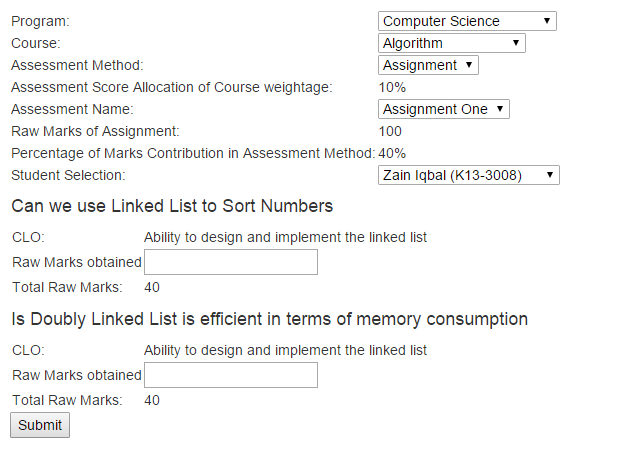 Program: Computer Science
Course: Algorithm
Assessment Method: Assignment
Assessment Score Allocation of Course weightage: 10%
Assessment Name: Assignment One
Raw Marks of Assignment: 100
Percentage of Marks Contribution in Assessment Method: 40%
Student Selection: Zain Iqbal (K13-3008)
Can we use Linked List to Sort Numbers
CLO: Ability to design and implement the linked list
Raw Marks obtained
Total Raw Marks: 40
Is Doubly Linked List is efficient in terms of memory consumption
CLO: Ability to design and implement the linked list
Raw Marks obtained
Total Raw Marks: 40
Submit